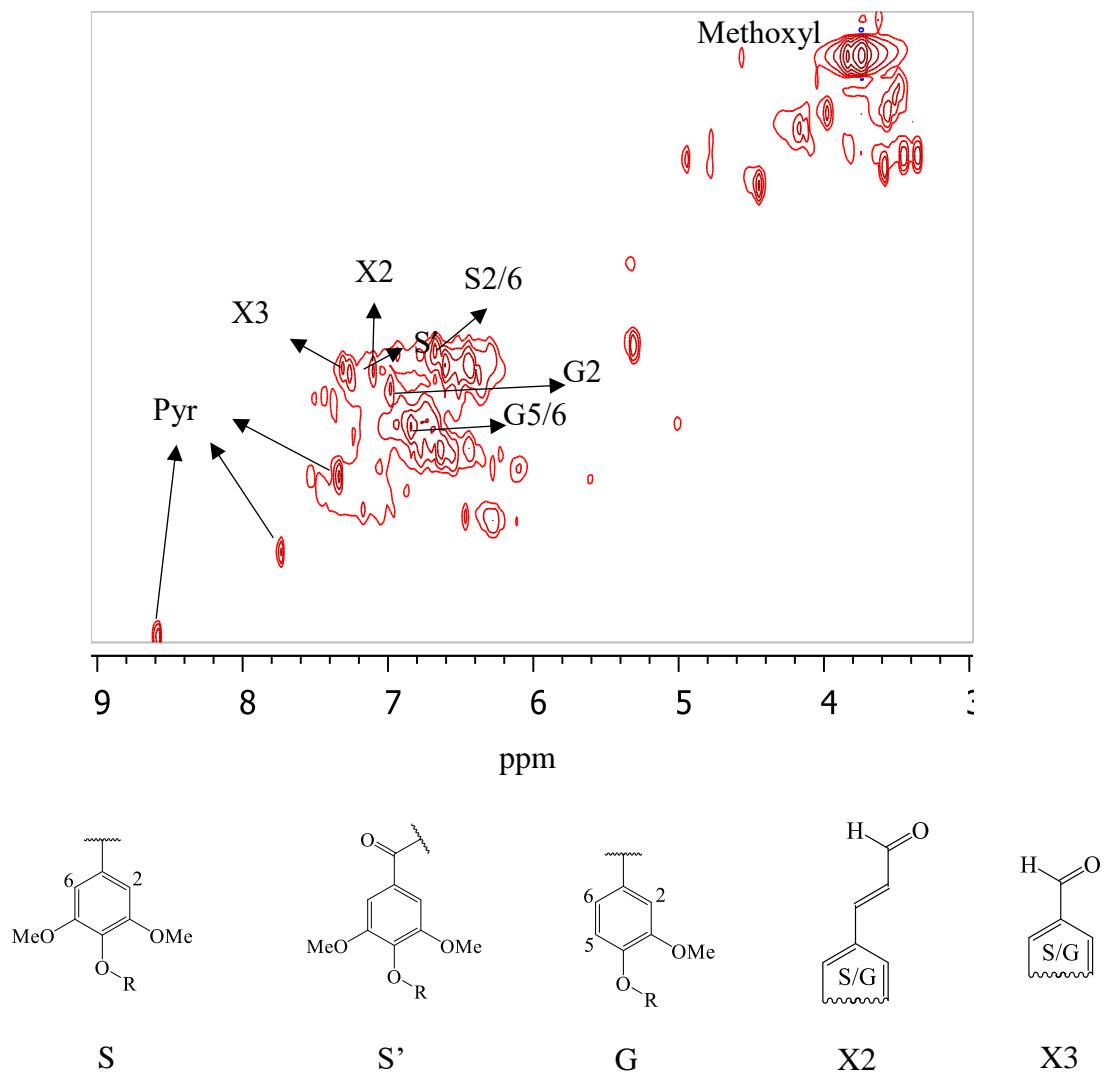 Methoxyl
X2
S2/6
X3
S'
G2
Pyr
G5/6
9 8 7 6 5 4
ppm
H O
O H O
6 2 6 2
MeO OMe MeO OMe 5 OMe S/G S/G
O O O
R R R
S S’ G X2 X3